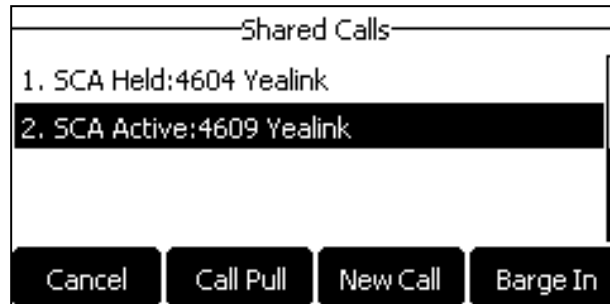 Shared Calls
1. SCA Held:4604 Yealink
2. SCA Active:4609 Yealink
Cancel Call Pull New Call Barge In